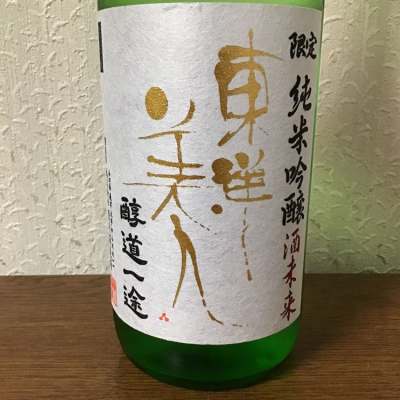 限定 純米吟醸 酒未来
東洋
美人
醇道一途